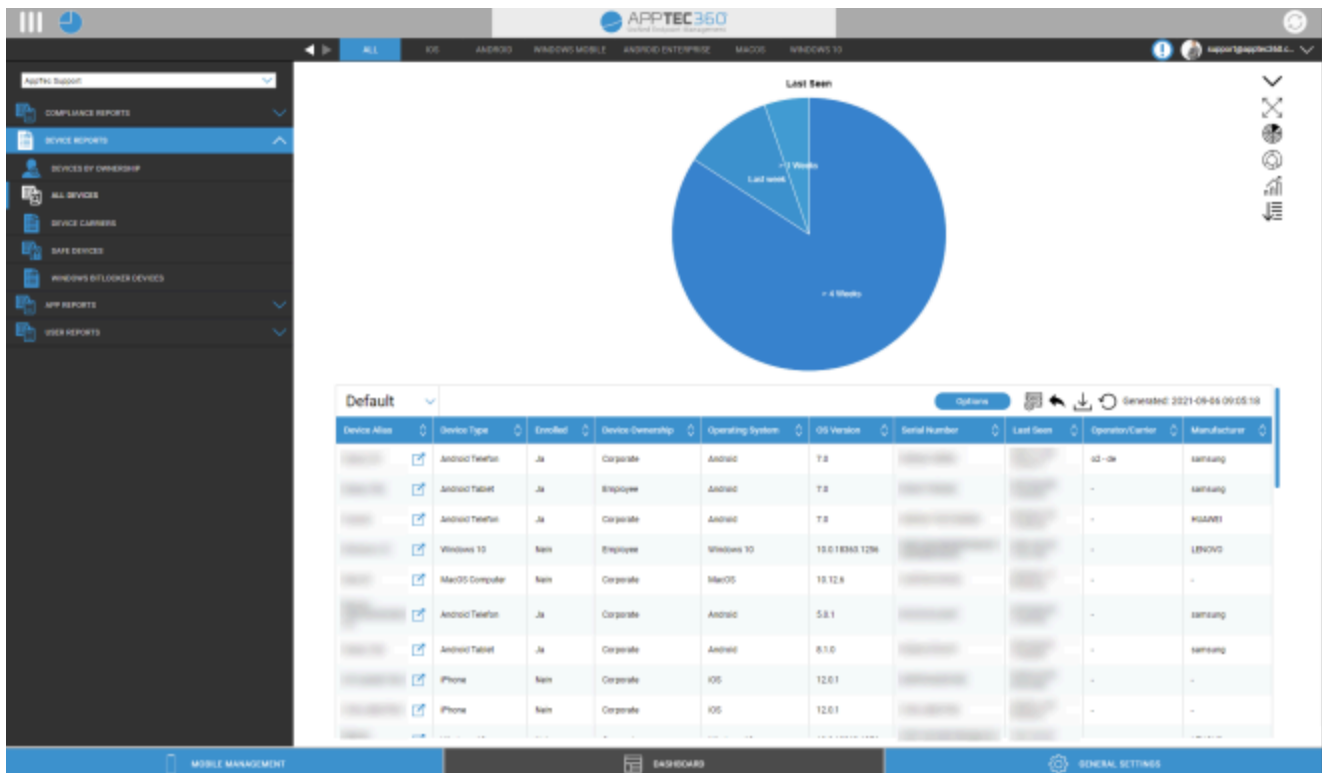 APPTEC360
Unified Endpoint Management
ALL IOS ANDROID WINDOWS MOBILE ANDROID ENTERPRISE MACOS WINDOWS 10
support@apptec360.c...
AppTec Support
COMPLIANCE REPORTS
DEVICE REPORTS
DEVICES BY OWNERSHIP
ALL DEVICES
DEVICE CARRIERS
SAFE DEVICES
WINDOWS BITLOCKER DEVICES
APP REPORTS
USER REPORTS
Last Seen
Weeks
Last week
4 Weeks
Default Options Generated: 2021-09-06 09:05:18
Device Alias Device Type Enrolled Device Ownership Operating System OS Version Serial Number Last Seen Operator/Carrier Manufacturer
Android Telefon Ja Corporate Android 7.0 o2 - de samsung
Android Tablet Ja Employee Android - samsung
Android Telefon Ja Corporate Android 7.0 - HUAWEI
Windows 10 Nein Employee Windows 10 10.0.18363.1256 - LENOVO
MacOS Computer Nein Corporate MacOS 10.12.6 - -
Android Telefon Ja Corporate Android - samsung
Android Tablet Ja Corporate Android 8.1.0 - samsung
iPhone Nein Corporate iOS 12.0.1 - -
iPhone Nein Corporate iOS 12.0.1 - -
MOBILE MANAGEMENT DASHBOARD GENERAL SETTINGS